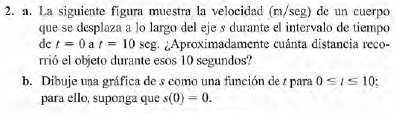 2. a. La siguiente figura muestra la velocidad (m/seg) de un cuerpo
que se desplaza a lo largo del eje s durante el intervalo de tiempo
de t = 0 a t = 10 seg. ¿Aproximadamente cuánta distancia reco-
rrió el objeto durante esos 10 segundos?
b. Dibuje una gráfica de s como una función de t para 0 ≤ t ≤ 10;
para ello, suponga que s(0) = 0.